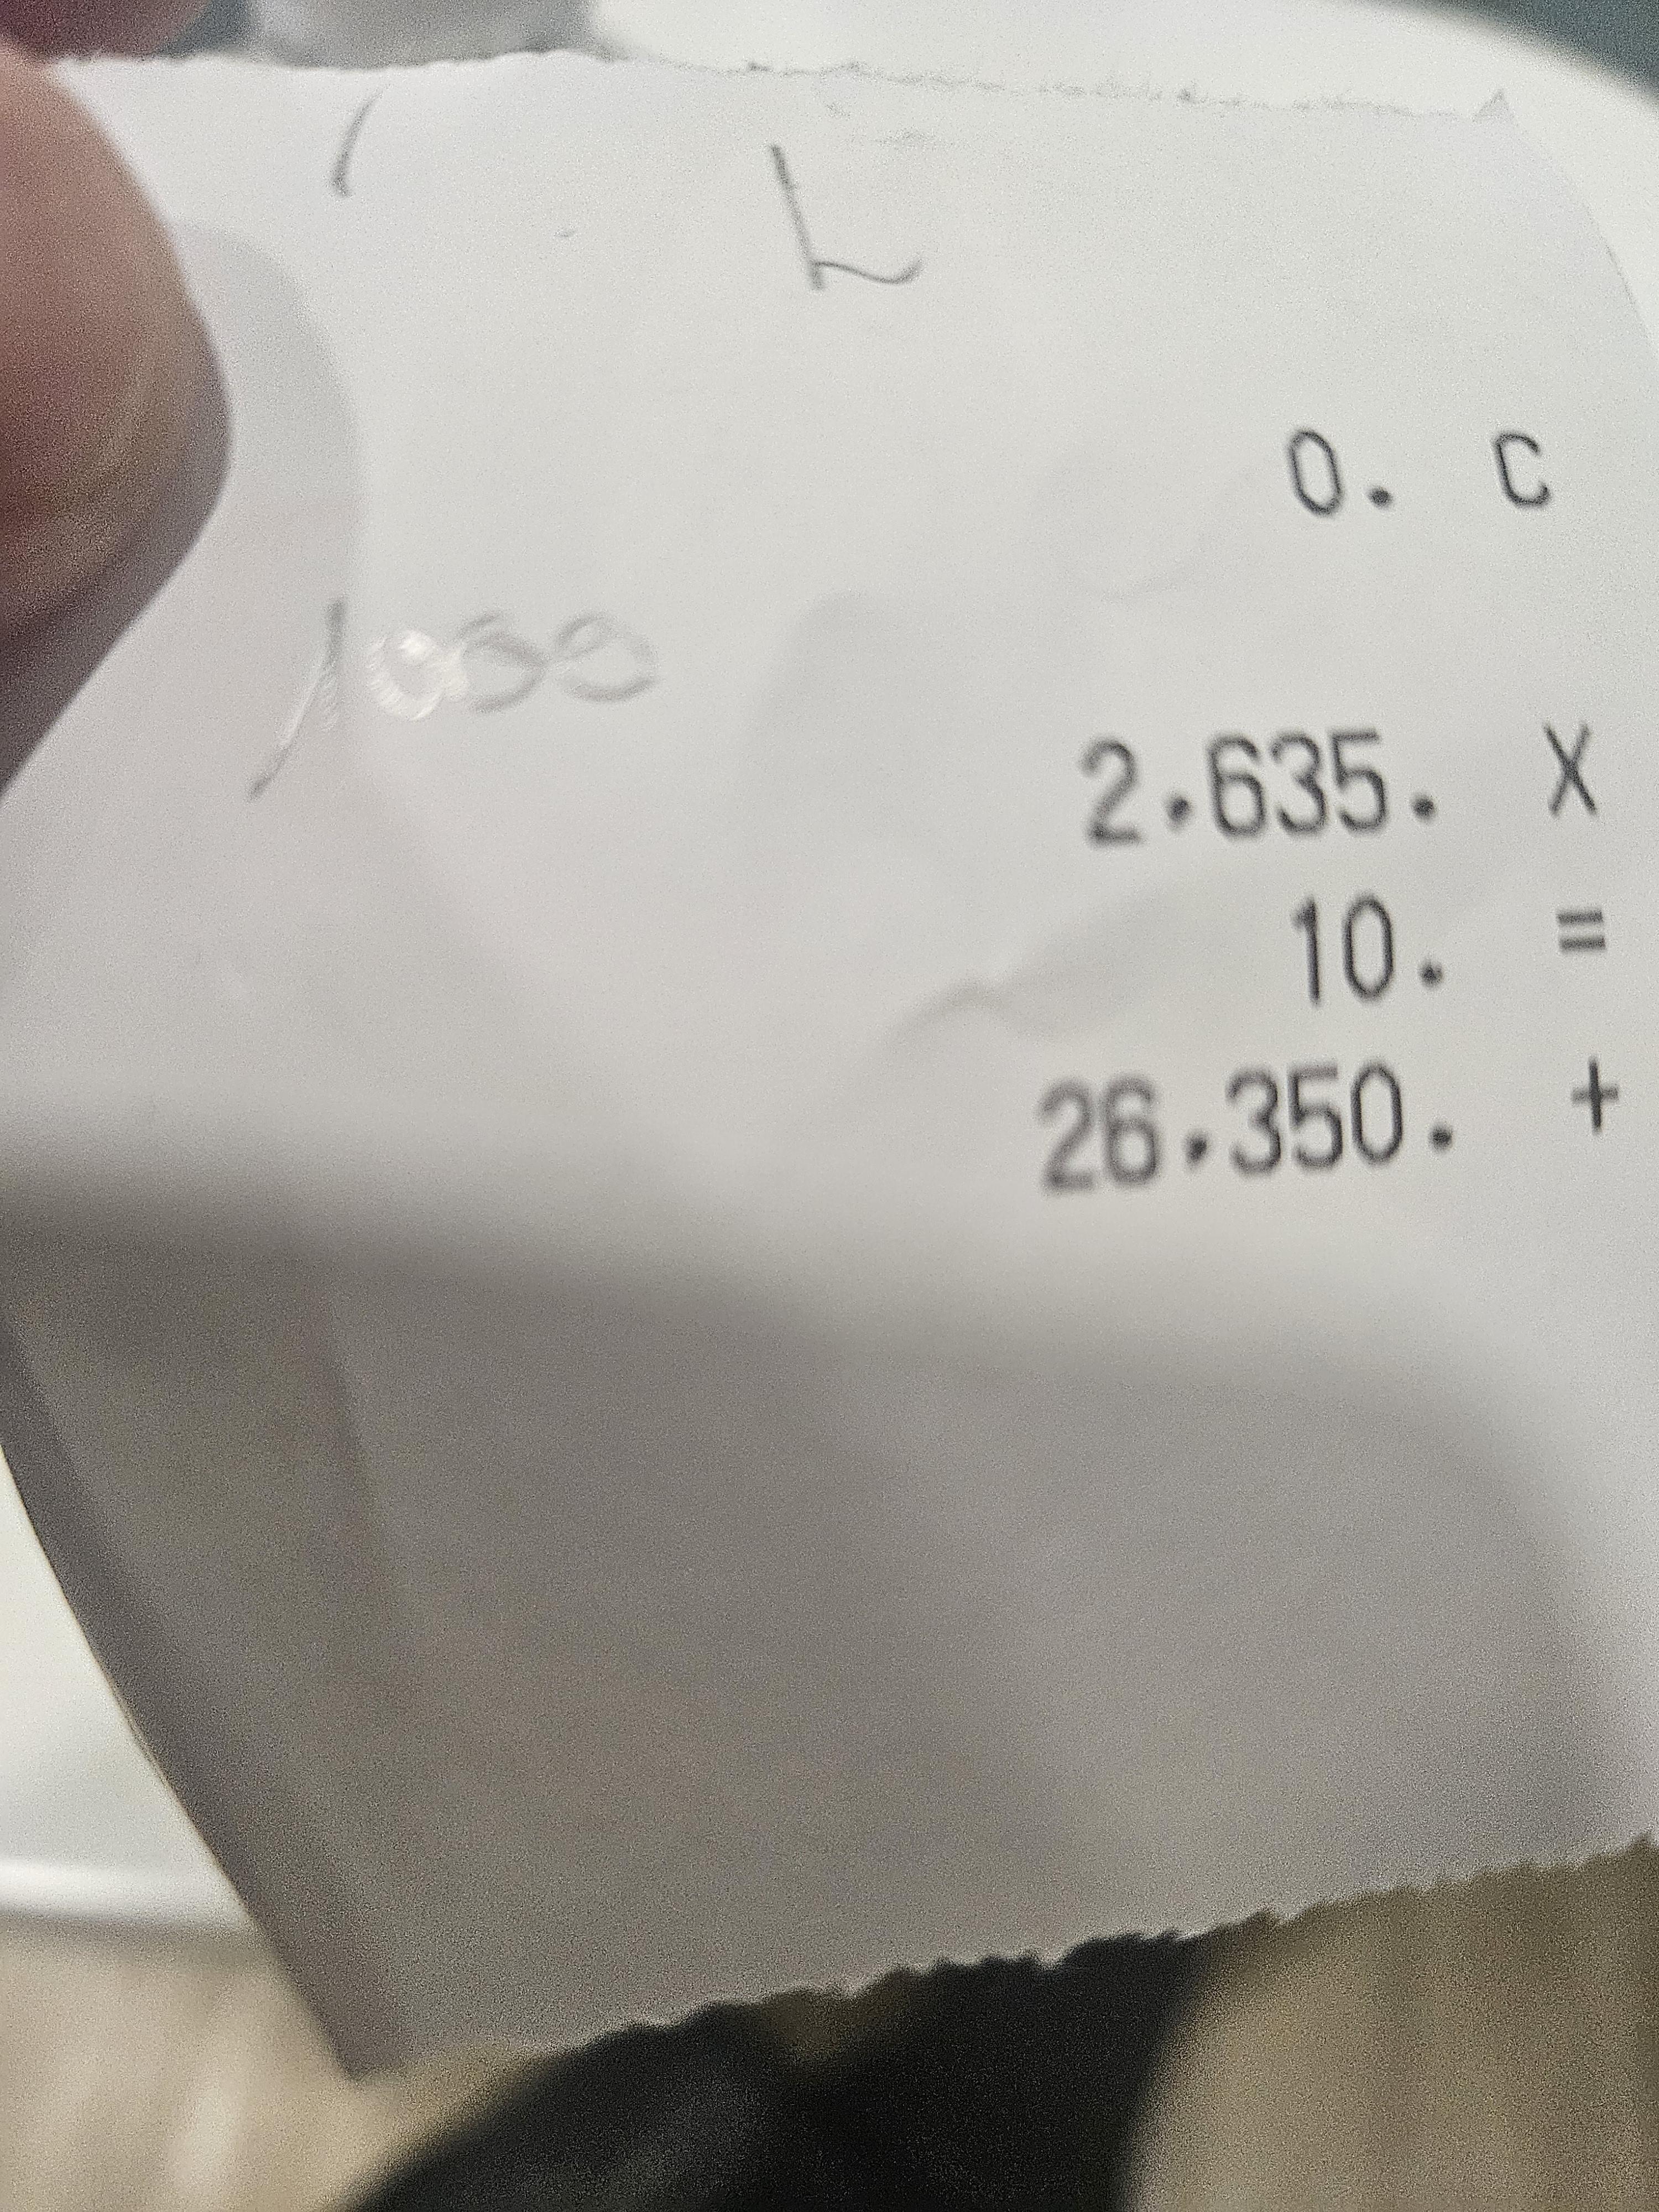 0. C
2,635. X
10. =
26,350. +